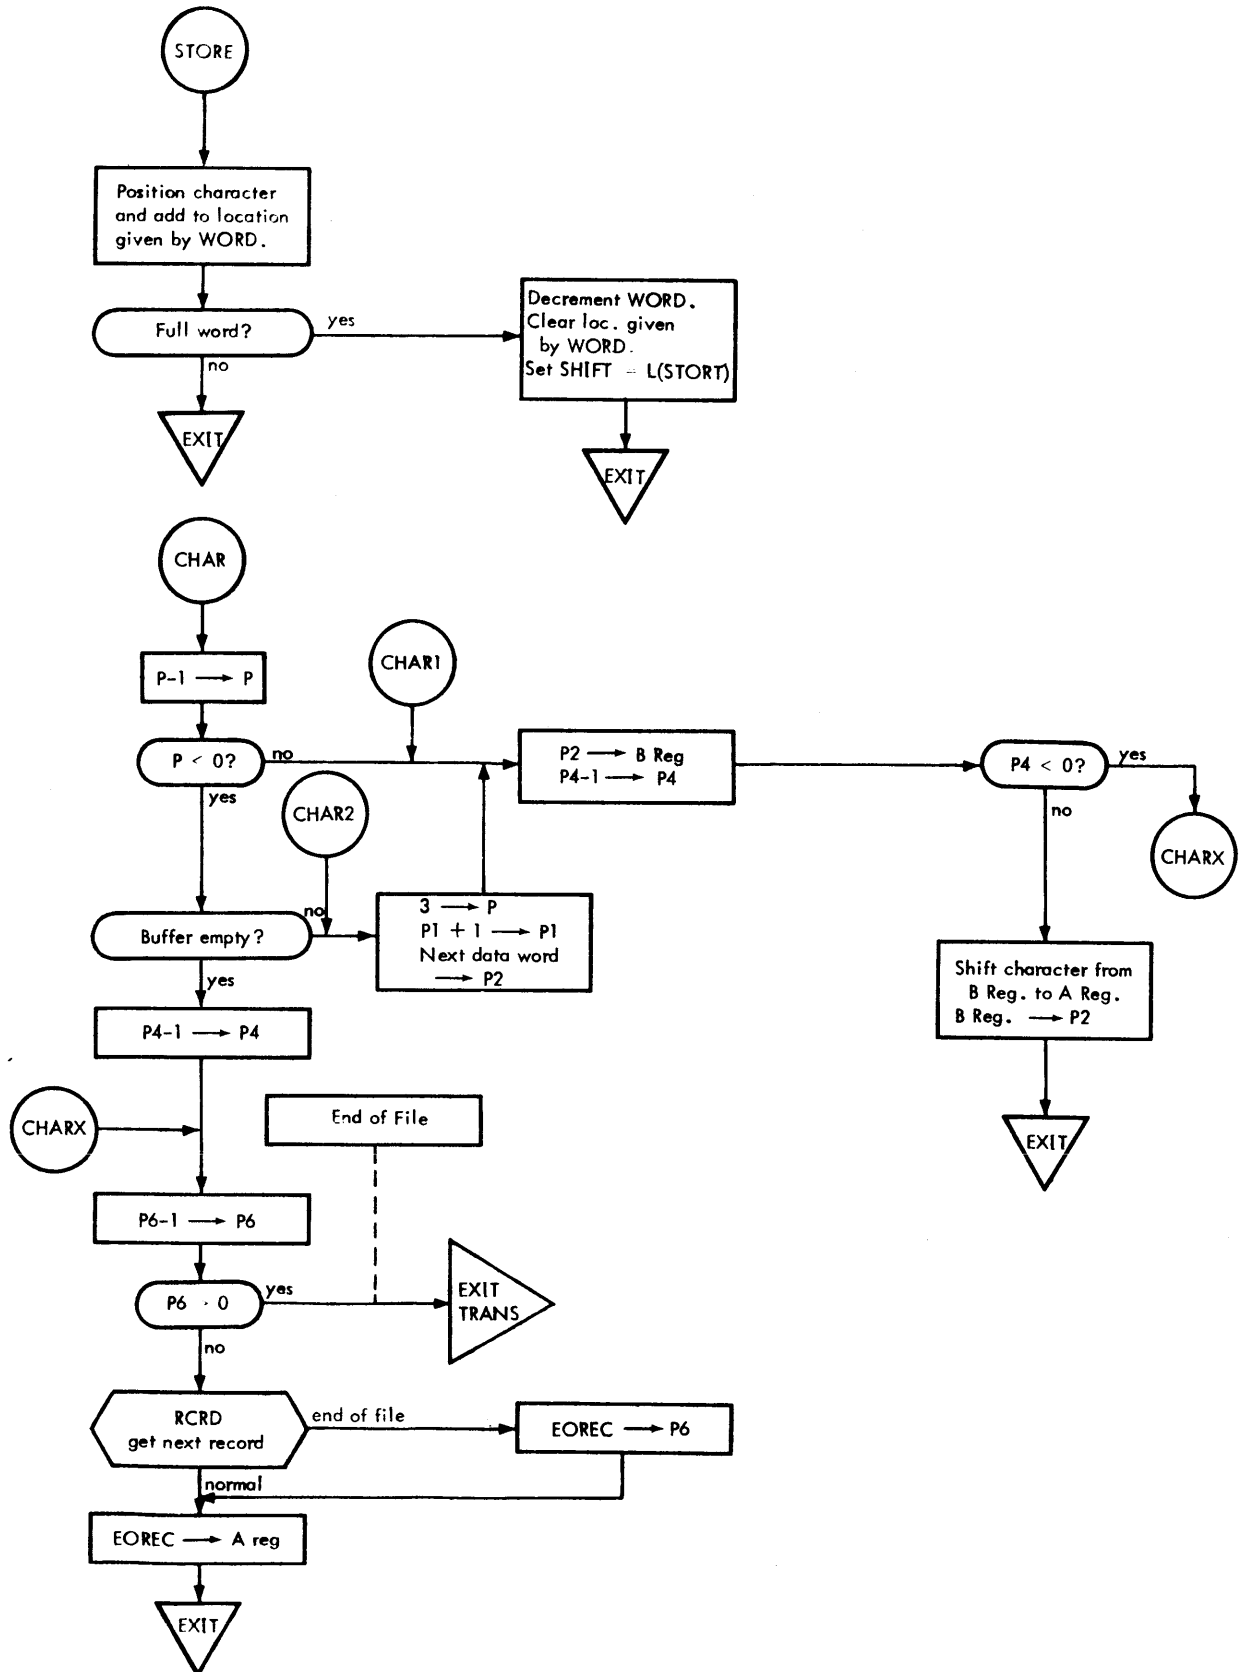 STORE
Position character
and add to location
given by WORD.
Full word?
yes
no
EXIT
Decrement WORD.
Clear loc. given
by WORD.
Set SHIFT = L(STORT)
EXIT
CHAR
P-1 → P
P < 0?
no
yes
CHAR1
CHAR2
P2 → B Reg
P4-1 → P4
P4 < 0?
yes
no
CHARX
Buffer empty?
no
yes
3 → P
P1 + 1 → P1
Next data word
→ P2
Shift character from
B Reg. to A Reg.
B Reg. → P2
EXIT
P4-1 → P4
CHARX
End of File
P6-1 → P6
P6 0
yes
no
EXIT
TRANS
RCRD
get next record
end of file
EOREC → P6
normal
EOREC → A reg
EXIT